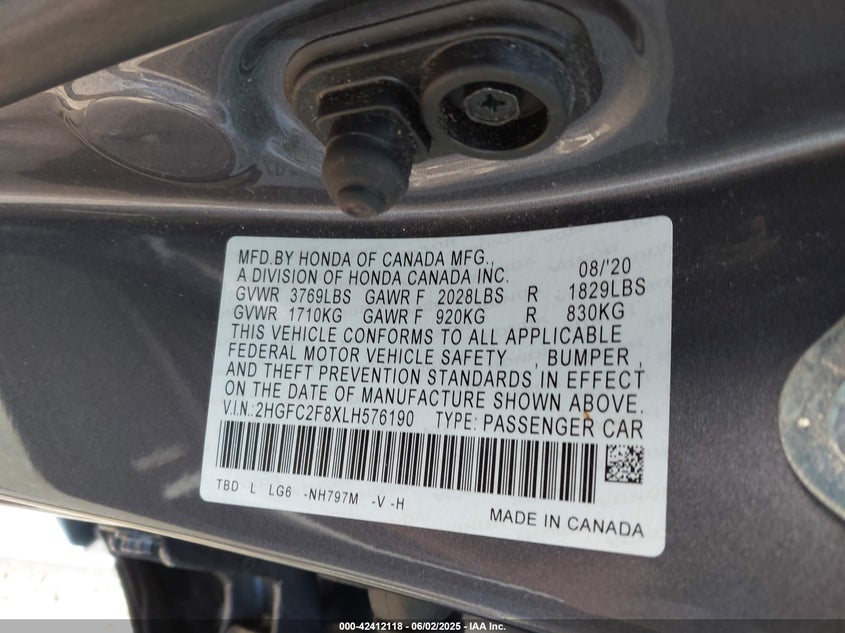 MFD.BY HONDA OF CANADA MFG.,
A DIVISION OF HONDA CANADA INC. 08/'20
GVWR 3769LBS GAWR F 2028LBS R 1829LBS
GVWR 1710KG GAWR F 920KG R 830KG
THIS VEHICLE CONFORMS TO ALL APPLICABLE
FEDERAL MOTOR VEHICLE SAFETY , BUMPER ,
AND THEFT PREVENTION STANDARDS IN EFFECT
ON THE DATE OF MANUFACTURE SHOWN ABOVE.
V.I.N.:2HGFC2F8XLH576190 TYPE: PASSENGER CAR
TBD L LG6 -NH797M -V -H
MADE IN CANADA
000-42412118 - 06/02/2025 - IAA Inc.